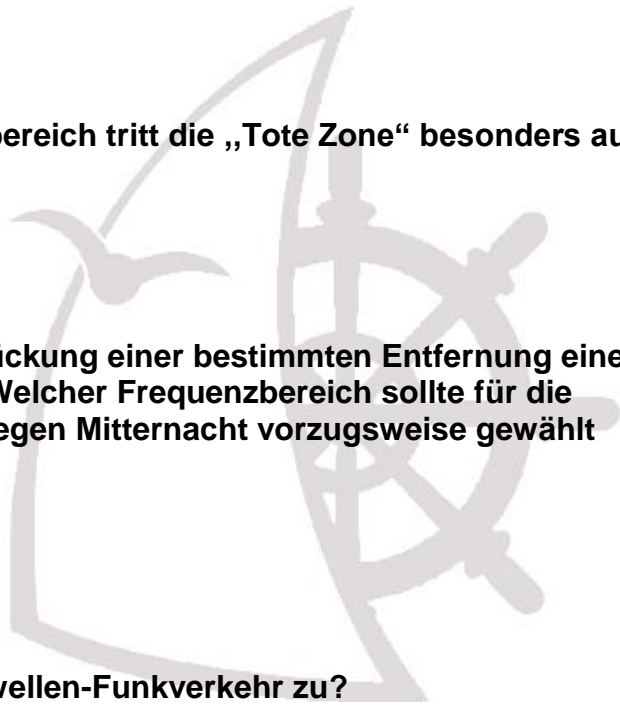 bereich tritt die ,,Tote Zone“ besonders au
ückung einer bestimmten Entfernung eine
Welcher Frequenzbereich sollte für die
egen Mitternacht vorzugsweise gewählt
wellen-Funkverkehr zu?